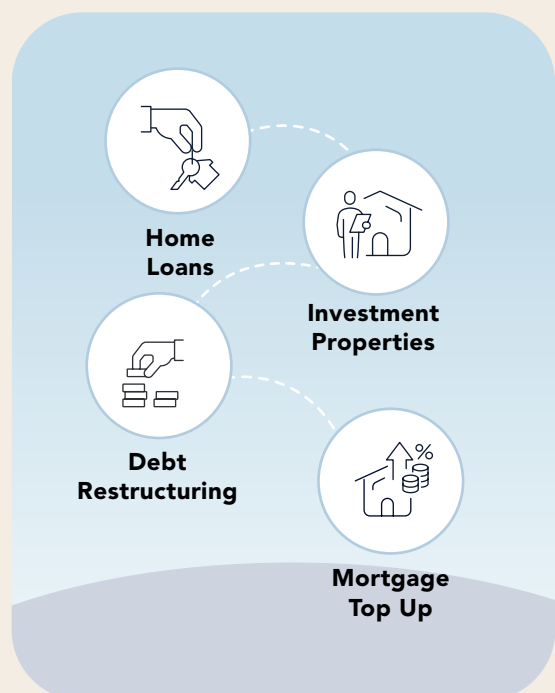 Home
Loans
Investment
Properties
Debt
Restructuring
%
Mortgage
Top Up